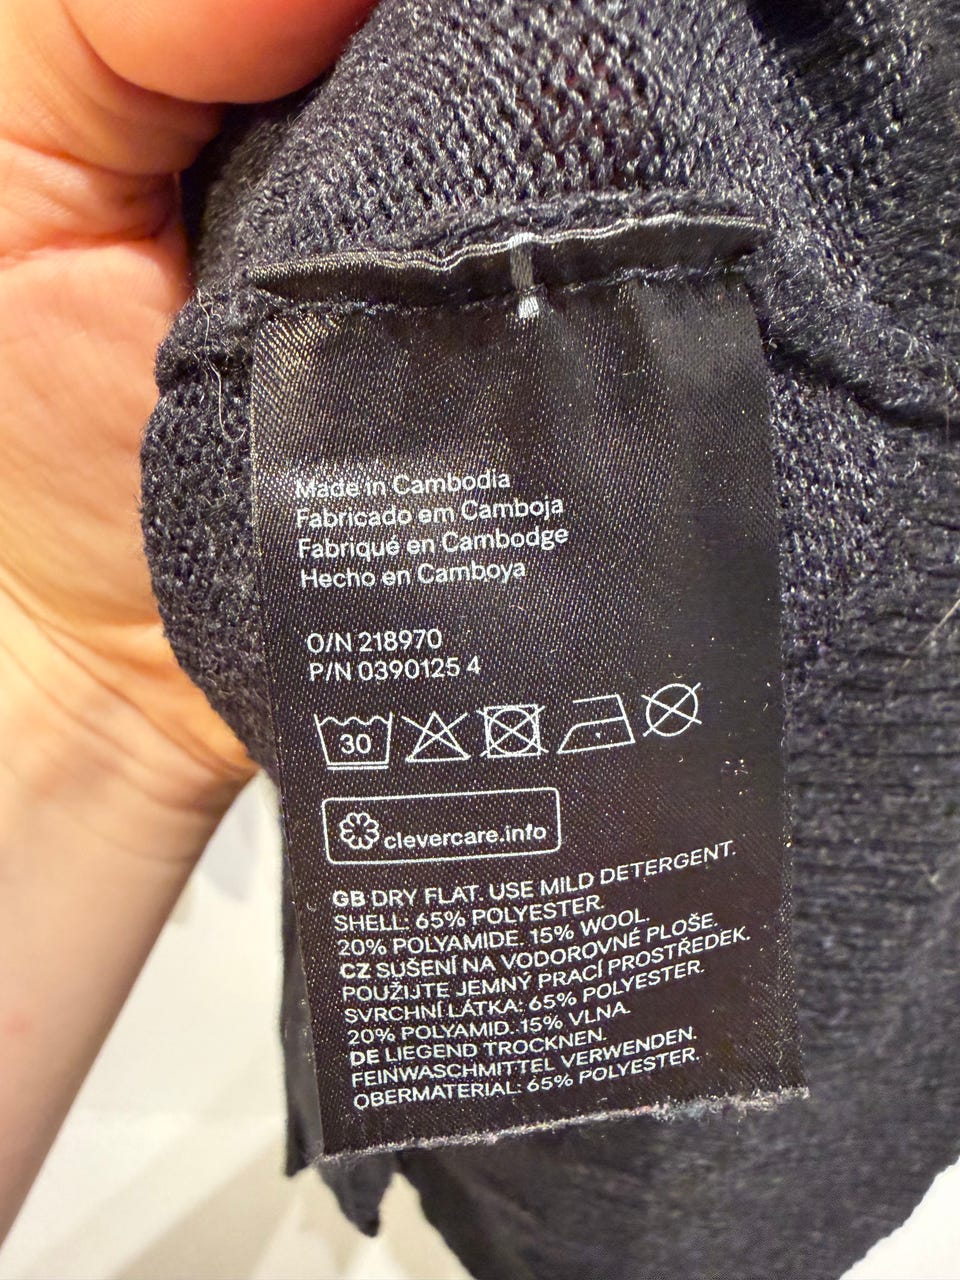 Made in Cambodia
Fabricado em Camboja
Fabriqué en Cambodge
Hecho en Camboya
O/N 218970
P/N 0390125 4
30
clevercare.info
GB DRY FLAT. USE MILD DETERGENT.
SHELL: 65% POLYESTER.
20% POLYAMIDE. 15% WOOL.
CZ SUŠENÍ NA VODOROVNÉ PLOŠE.
POUŽIJTE JEMNÝ PRACÍ PROSTŘEDEK.
SVRCHNÍ LÁTKA: 65% POLYESTER.
20% POLYAMID. 15% VLNA.
DE LIEGEND TROCKNEN.
FEINWASCHMITTEL VERWENDEN.
OBERMATERIAL: 65% POLYESTER.